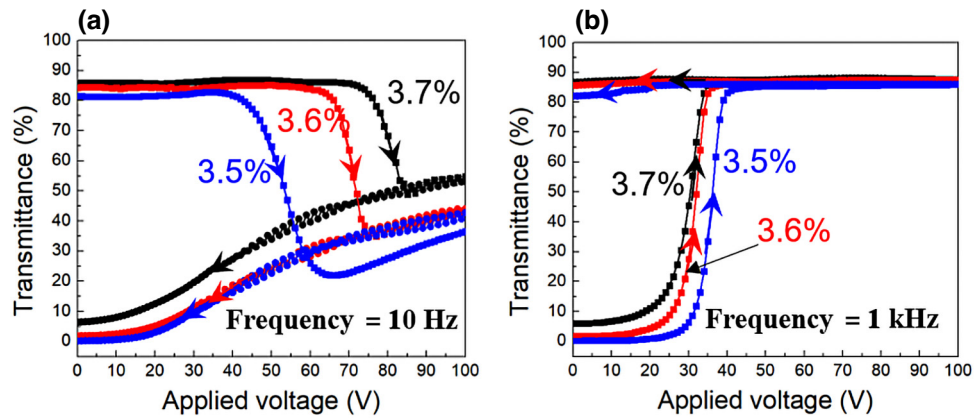 (a)
100
90
80
70
60
50
40
30
20
10
0
Transmittance (%)
3.7%
3.6%
3.5%
Frequency = 10 Hz
0 10 20 30 40 50 60 70 80 90 100
Applied voltage (V)
(b)
100
90
80
70
60
50
40
30
20
10
0
Transmittance (%)
3.7%
3.5%
3.6%
Frequency = 1 kHz
0 10 20 30 40 50 60 70 80 90 100
Applied voltage (V)